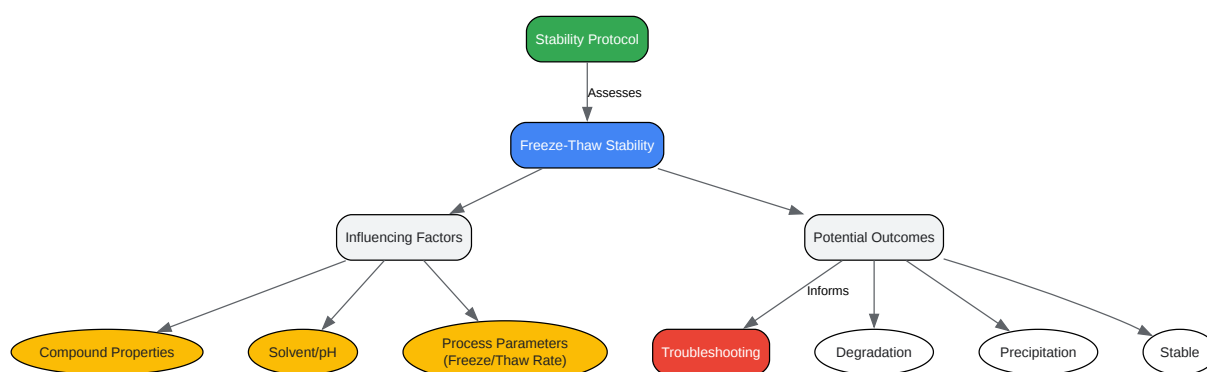 Stability Protocol
Assesses
Freeze-Thaw Stability
Influencing Factors
Potential Outcomes
Informs
Compound Properties
Solvent/pH
Process Parameters
(Freeze/Thaw Rate)
Troubleshooting
Degradation
Precipitation
Stable